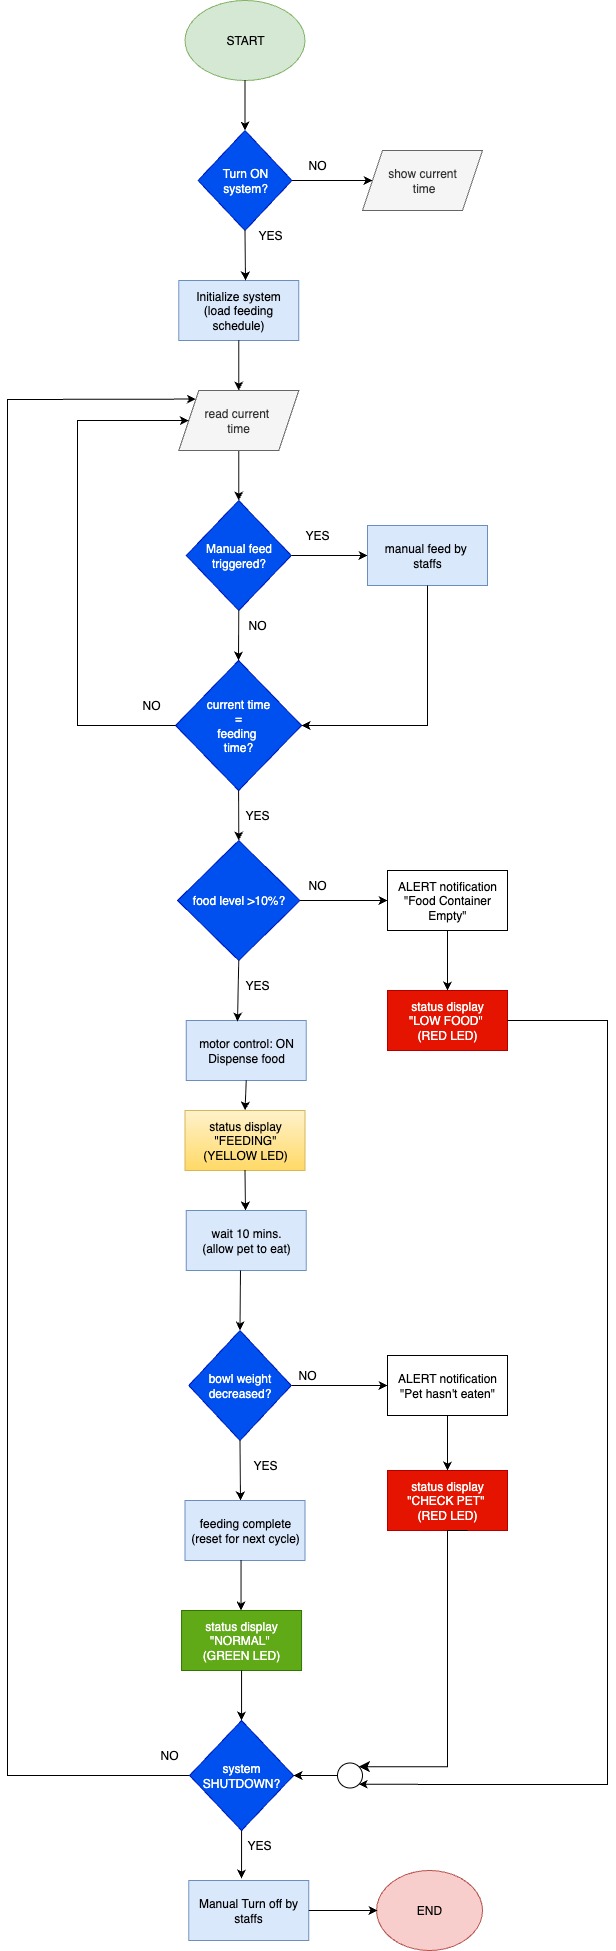 START
Turn ON
system?
NO
show current
time
YES
Initialize system
(load feeding
schedule)
read current
time
Manual feed
triggered?
YES
manual feed by
staffs
NO
current time
=
feeding
time?
NO
YES
food level >10%?
NO
ALERT notification
"Food Container
Empty"
YES
status display
"LOW FOOD"
(RED LED)
motor control: ON
Dispense food
status display
"FEEDING"
(YELLOW LED)
wait 10 mins.
(allow pet to eat)
bowl weight
decreased?
NO
ALERT notification
"Pet hasn't eaten"
YES
status display
"CHECK PET"
(RED LED)
feeding complete
(reset for next cycle)
status display
"NORMAL"
(GREEN LED)
system
SHUTDOWN?
NO
YES
Manual Turn off by
staffs
END